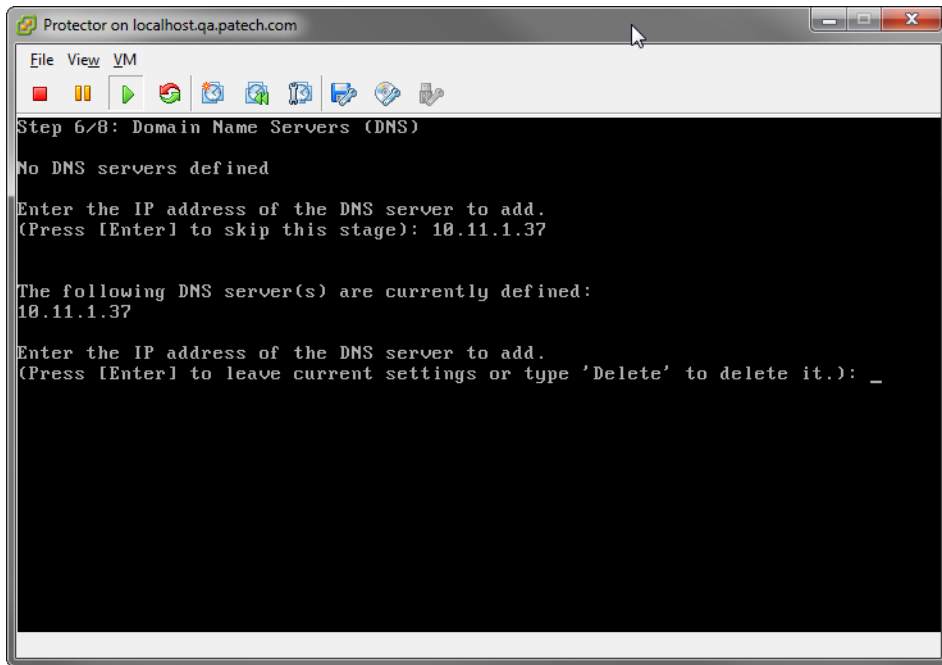 Protector on localhost.qa.patech.com
File View VM
Step 6/8: Domain Name Servers (DNS)
No DNS servers defined
Enter the IP address of the DNS server to add.
(Press [Enter] to skip this stage): 10.11.1.37
The following DNS server(s) are currently defined:
10.11.1.37
Enter the IP address of the DNS server to add.
(Press [Enter] to leave current settings or type 'Delete' to delete it.): _